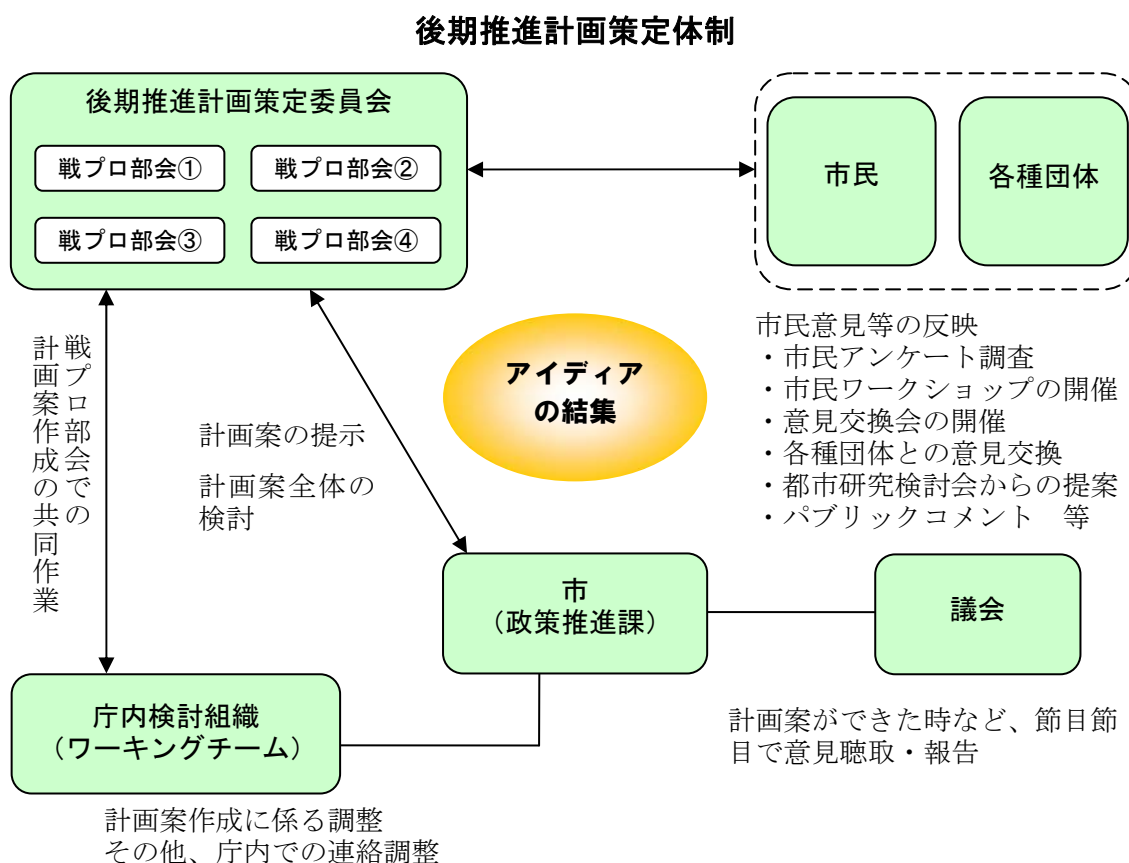 後期推進計画策定体制
後期推進計画策定委員会
戦プロ部会①
戦プロ部会②
戦プロ部会③
戦プロ部会④
市民
各種団体
市民意見等の反映
・市民アンケート調査
・市民ワークショップの開催
・意見交換会の開催
・各種団体との意見交換
・都市研究検討会からの提案
・パブリックコメント　等
戦プロ部会での
計画案作成の共同作業
計画案の提示
計画案全体の
検討
アイディア
の結集
市
（政策推進課）
議会
計画案ができた時など、節目節
目で意見聴取・報告
庁内検討組織
（ワーキングチーム）
計画案作成に係る調整
その他、庁内での連絡調整